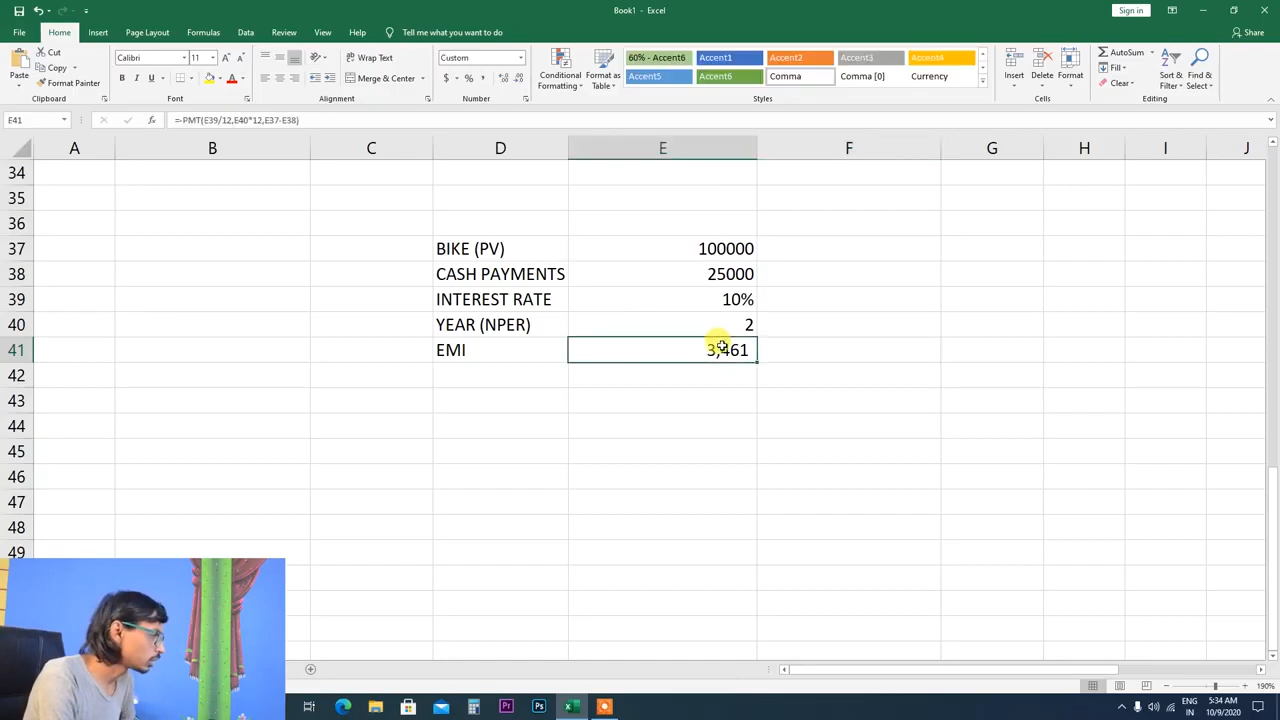 Book1 - Excel
Sign in
File Home Insert Page Layout Formulas Data Review View Help Tell me what you want to do Share
Paste Cut Copy Format Painter Clipboard
Calibri 11 B I U A Font
Wrap Text Merge & Center Alignment
Custom $ % Number
Conditional Formatting Format as Table
60% - Accent6 Accent1 Accent2 Accent3 Accent4
Accent5 Accent6 Comma Comma [0] Currency
Styles
Insert Delete Format Cells
AutoSum Fill Clear Sort & Filter Find & Select Editing
E41 fx =-PMT(E39/12,E40*12,E37-E38)
A B C D E F G H I J
34
35
36
37 BIKE (PV) 100000
38 CASH PAYMENTS 25000
39 INTEREST RATE 10%
40 YEAR (NPER) 2
41 EMI 3,461
42
43
44
45
46
47
48
49
190%
Pr Ps
ENG 5:34 AM
IN 10/9/2020